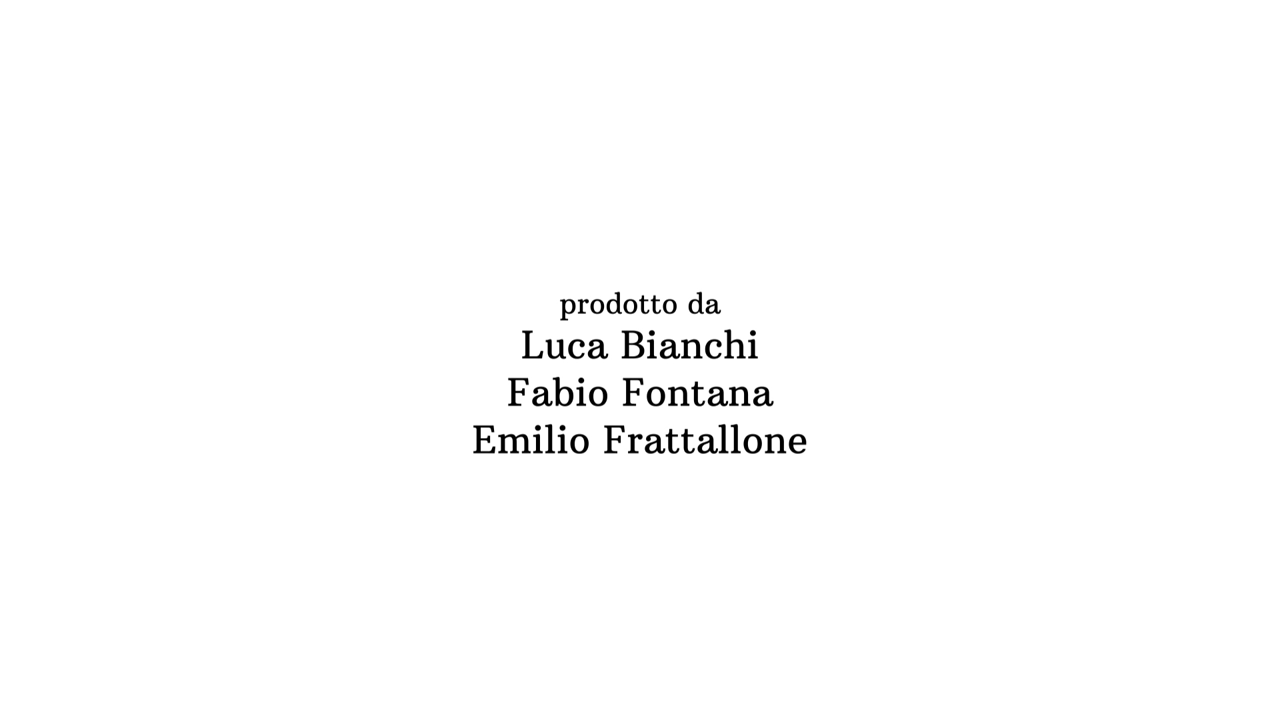 prodotto da
Luca Bianchi
Fabio Fontana
Emilio Frattallone